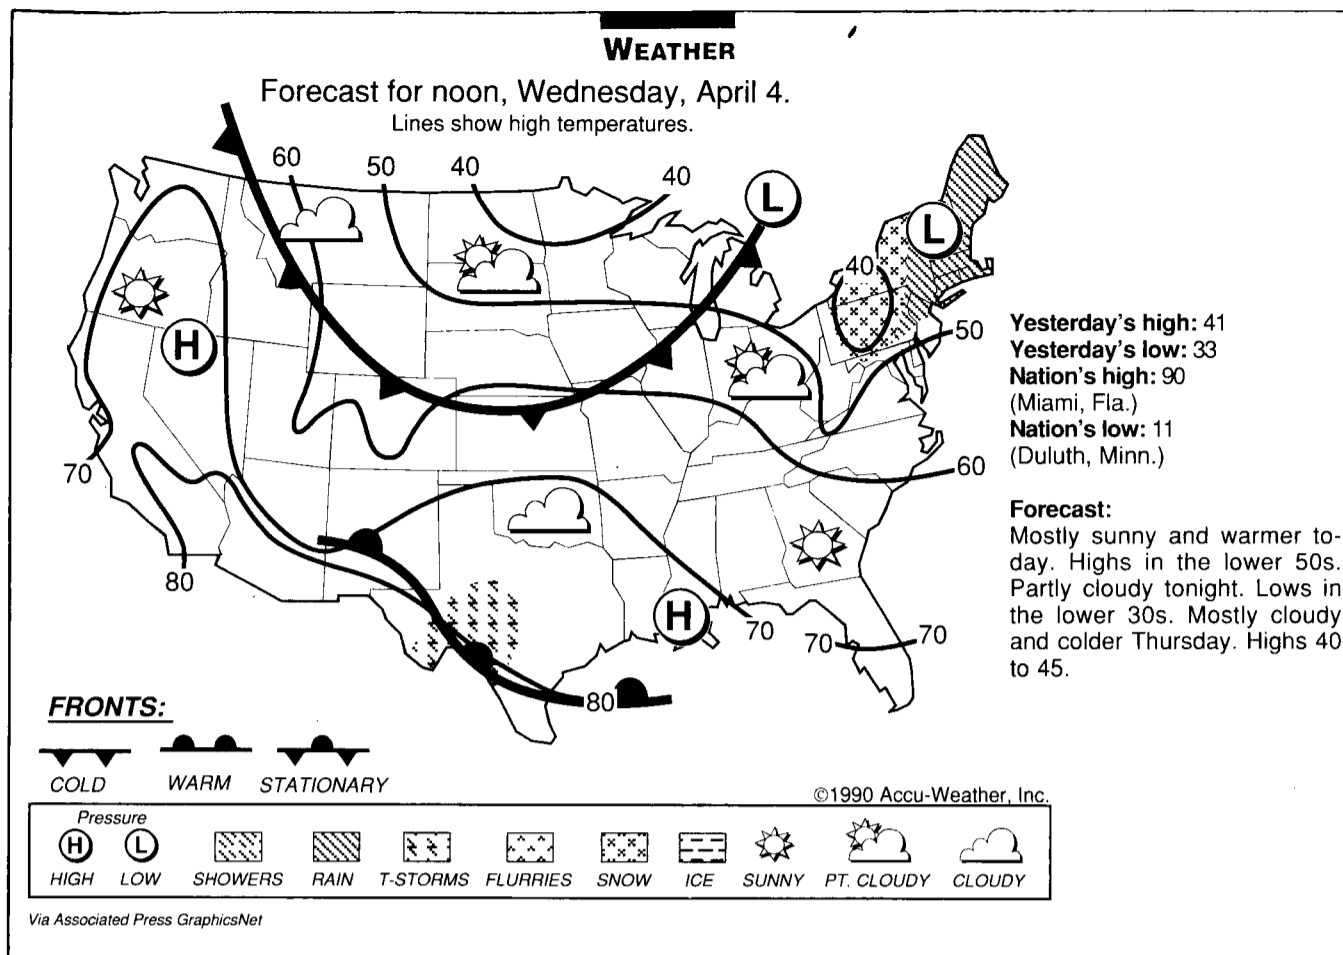 WEATHER
Forecast for noon, Wednesday, April 4.
Lines show high temperatures.
60
50
40
40
L
L
40
H
50
70
60
80
H
70
70
70
80
Yesterday's high: 41
Yesterday's low: 33
Nation's high: 90
(Miami, Fla.)
Nation's low: 11
(Duluth, Minn.)
Forecast:
Mostly sunny and warmer to-
day. Highs in the lower 50s.
Partly cloudy tonight. Lows in
the lower 30s. Mostly cloudy
and colder Thursday. Highs 40
to 45.
FRONTS:
COLD WARM STATIONARY
©1990 Accu-Weather, Inc.
Pressure
H L
HIGH LOW SHOWERS RAIN T-STORMS FLURRIES SNOW ICE SUNNY PT. CLOUDY CLOUDY
Via Associated Press GraphicsNet